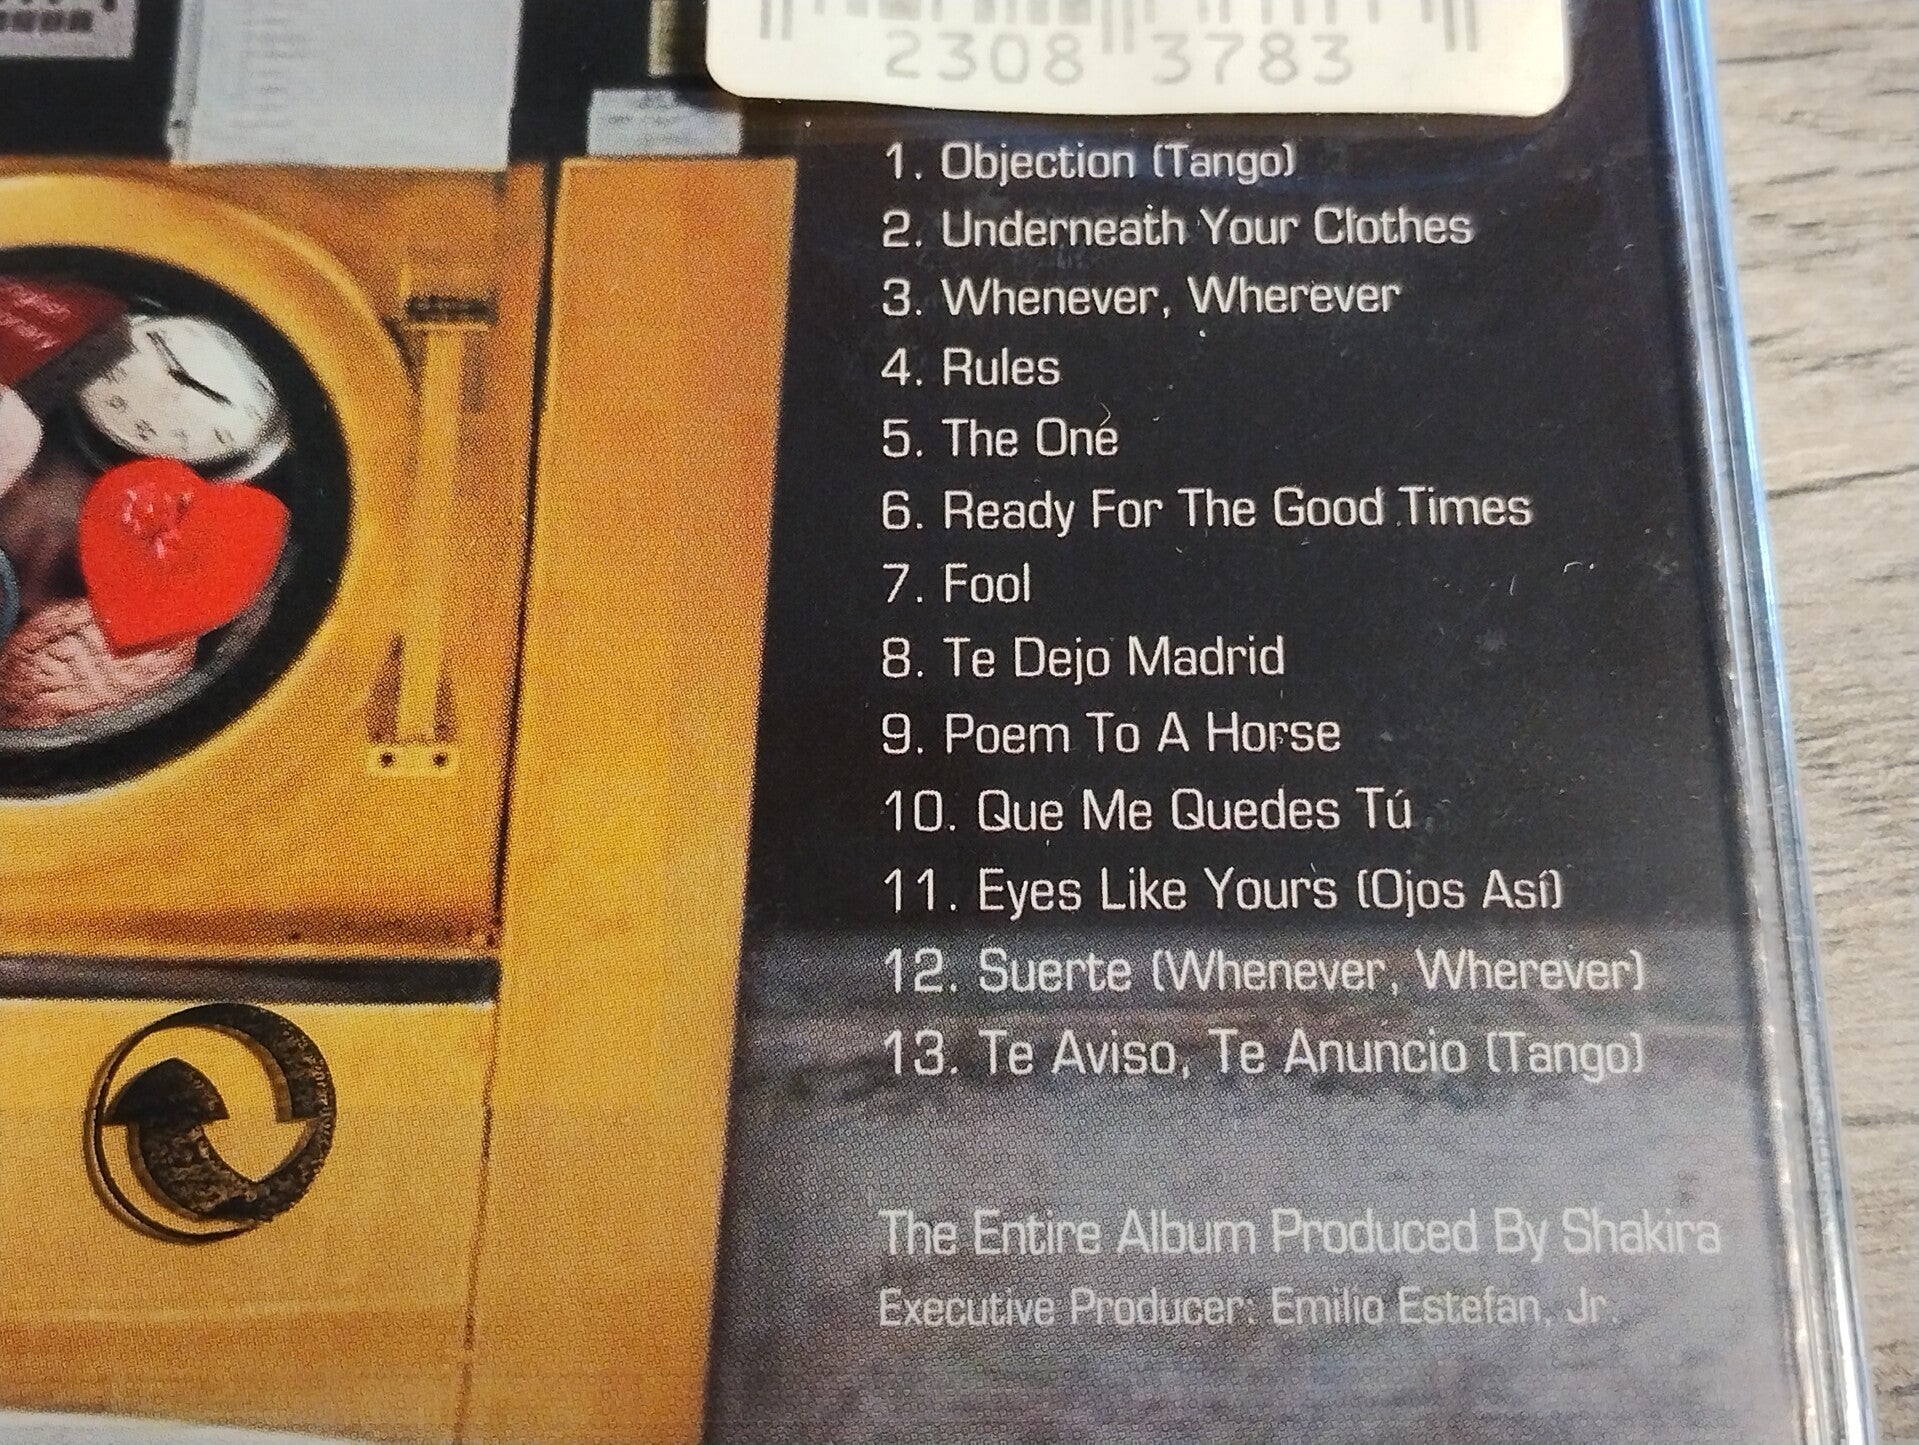 2308 3783
1. Objection (Tango)
2. Underneath Your Clothes
3. Whenever, Wherever
4. Rules
5. The One
6. Ready For The Good Times
7. Fool
8. Te Dejo Madrid
9. Poem To A Horse
10. Que Me Quedes Tú
11. Eyes Like Yours (Ojos Así)
12. Suerte (Whenever, Wherever)
13. Te Aviso, Te Anuncio (Tango)
The Entire Album Produced By Shakira
Executive Producer: Emilio Estefan, Jr.